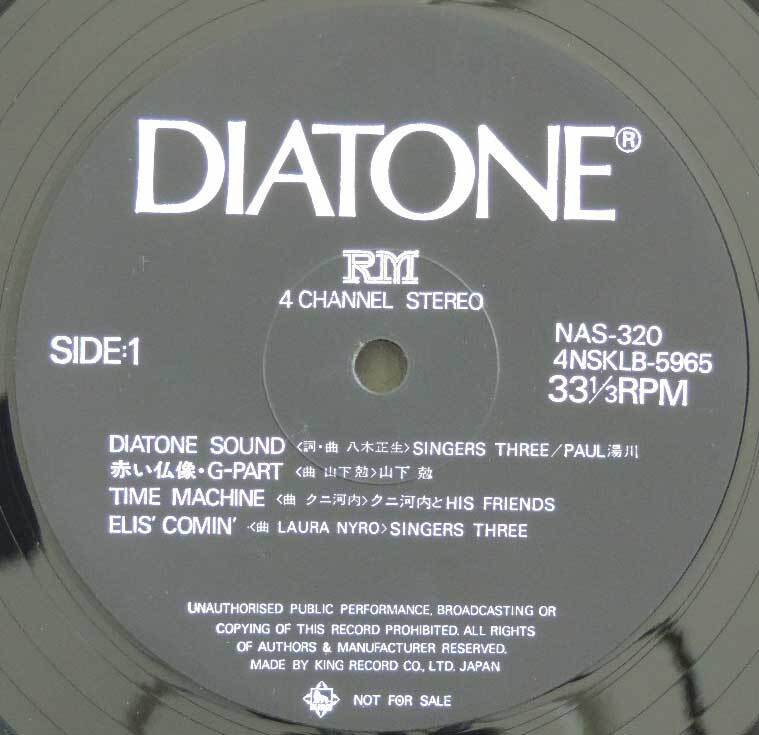 DIATONE®
RM
4 CHANNEL STEREO
SIDE:1
NAS-320
4NSKLB-5965
33⅓RPM
DIATONE SOUND <詞・曲 八木正生> SINGERS THREE/PAUL湯川
赤い仏像・G-PART <曲 山下勉> 山下 勉
TIME MACHINE <曲 クニ河内> クニ河内とHIS FRIENDS
ELIS' COMIN' <曲 LAURA NYRO> SINGERS THREE
UNAUTHORISED PUBLIC PERFORMANCE, BROADCASTING OR
COPYING OF THIS RECORD PROHIBITED. ALL RIGHTS
OF AUTHORS & MANUFACTURER RESERVED.
MADE BY KING RECORD CO., LTD. JAPAN
NOT FOR SALE